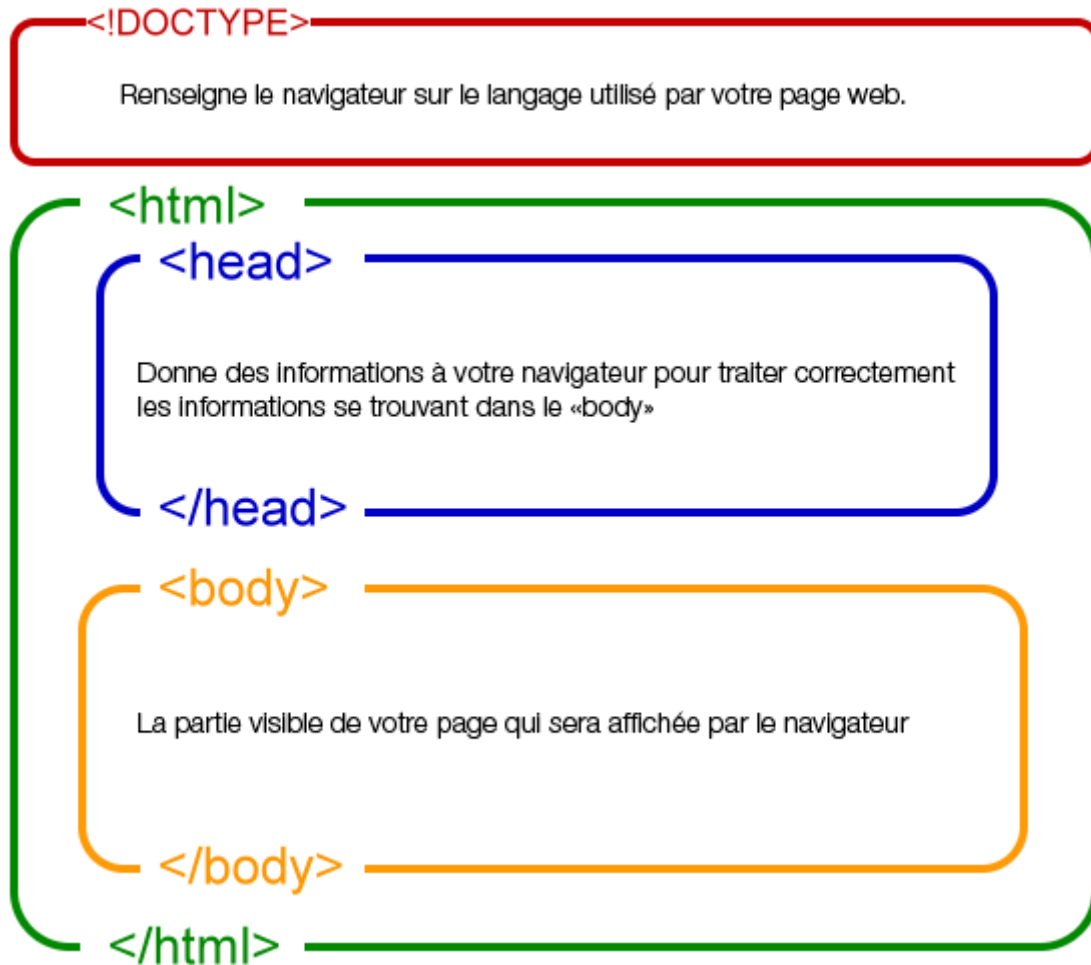 <!DOCTYPE>
Renseigne le navigateur sur le langage utilisé par votre page web.
<html>
<head>
Donne des informations à votre navigateur pour traiter correctement
les informations se trouvant dans le «body»
</head>
<body>
La partie visible de votre page qui sera affichée par le navigateur
</body>
</html>